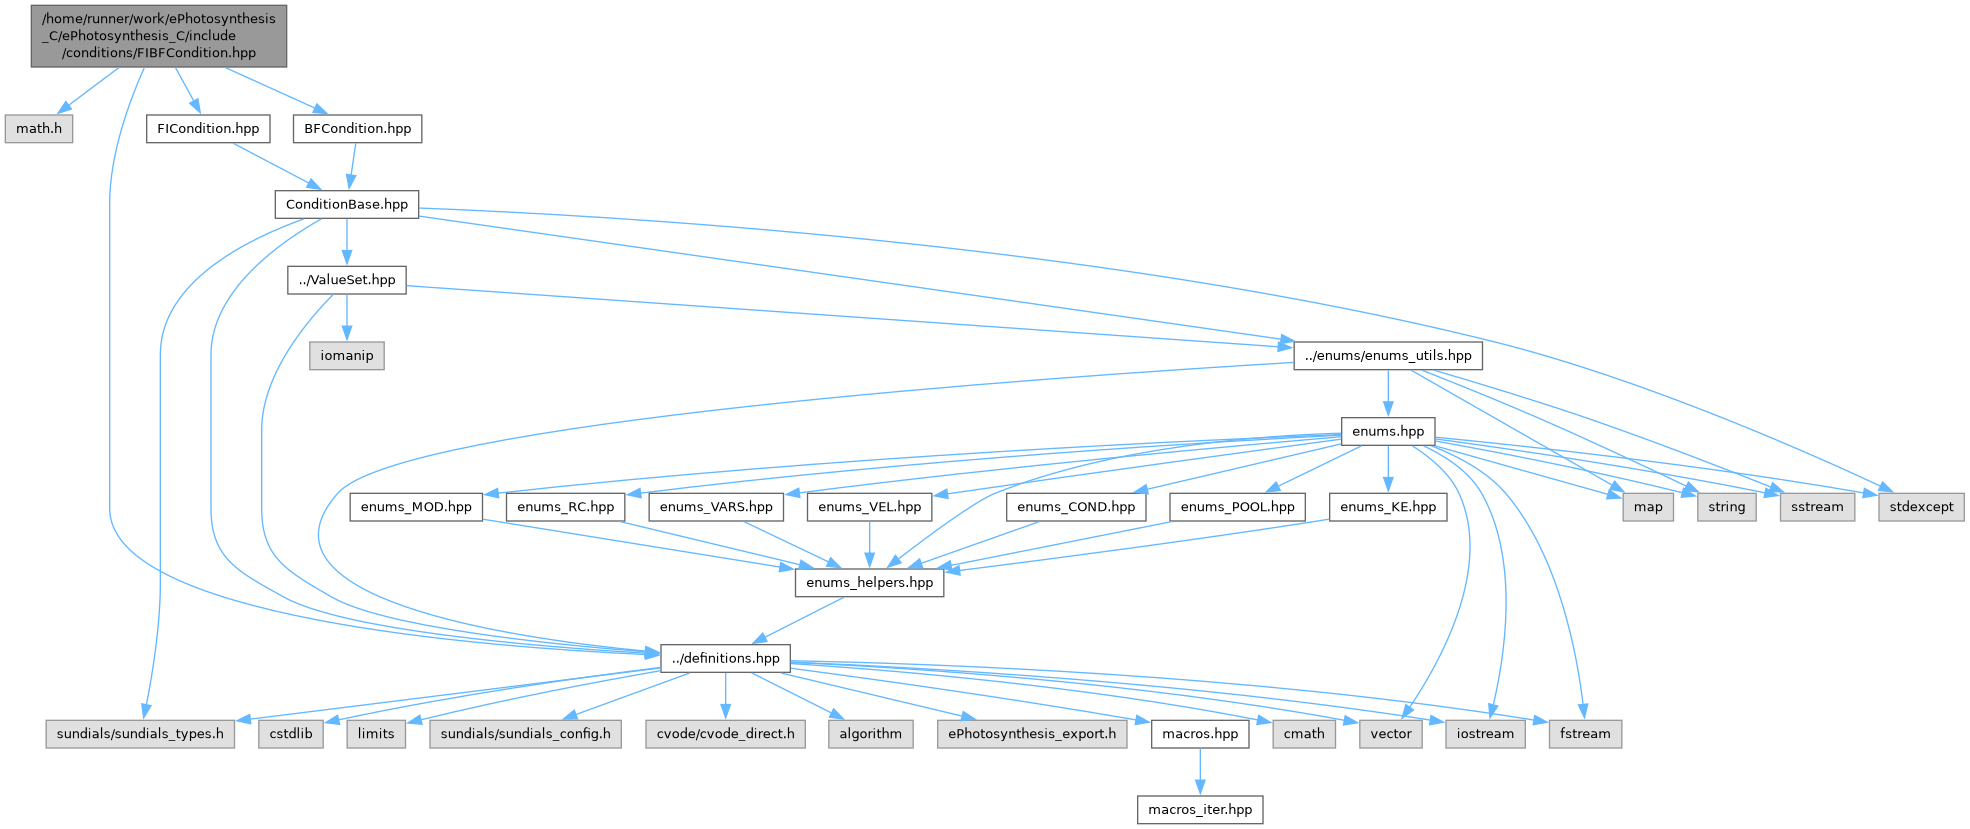 /home/runner/work/ePhotosynthesis
_C/ePhotosynthesis_C/include
/conditions/FIBFCondition.hpp
math.h
FICondition.hpp
BFCondition.hpp
ConditionBase.hpp
../ValueSet.hpp
iomanip
../enums/enums_utils.hpp
enums.hpp
enums_MOD.hpp
enums_RC.hpp
enums_VARS.hpp
enums_VEL.hpp
enums_COND.hpp
enums_POOL.hpp
enums_KE.hpp
map
string
sstream
stdexcept
enums_helpers.hpp
../definitions.hpp
sundials/sundials_types.h
cstdlib
limits
sundials/sundials_config.h
cvode/cvode_direct.h
algorithm
ePhotosynthesis_export.h
macros.hpp
cmath
vector
iostream
fstream
macros_iter.hpp